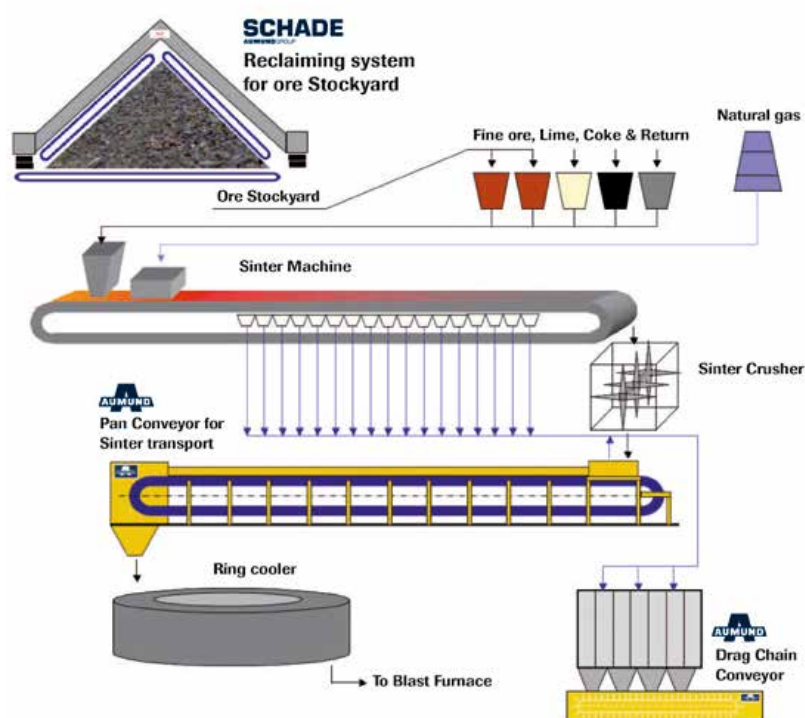 SCHADE
AUMUND GROUP
Reclaiming system
for ore Stockyard
Natural gas
Fine ore, Lime, Coke & Return
Ore Stockyard
Sinter Machine
Sinter Crusher
AUMUND
Pan Conveyor for
Sinter transport
Ring cooler
AUMUND
Drag Chain
Conveyor
To Blast Furnace